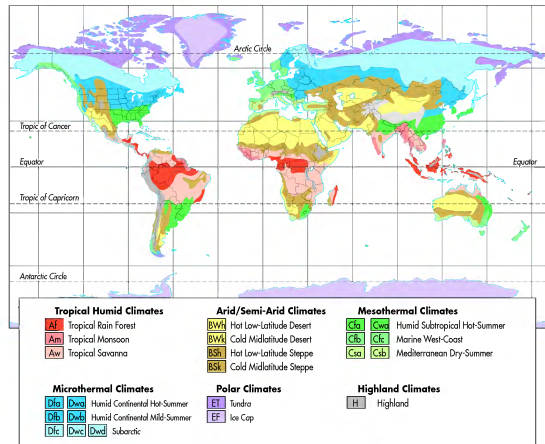 Arctic Circle
Tropic of Cancer
Equator
Equator
Tropic of Capricorn
Antarctic Circle
Tropical Humid Climates
Af Tropical Rain Forest
Am Tropical Monsoon
Aw Tropical Savanna
Arid/Semi-Arid Climates
BWh Hot Low-Latitude Desert
BWk Cold Midlatitude Desert
BSh Hot Low-Latitude Steppe
BSk Cold Midlatitude Steppe
Mesothermal Climates
Cfa Cwa Humid Subtropical Hot-Summer
Cfb Cfc Marine West-Coast
Csa Csb Mediterranean Dry-Summer
Microthermal Climates
Dfa Dwa Humid Continental Hot-Summer
Dfb Dwb Humid Continental Mild-Summer
Dfc Dwc Dwd Subarctic
Polar Climates
ET Tundra
EF Ice Cap
Highland Climates
H Highland